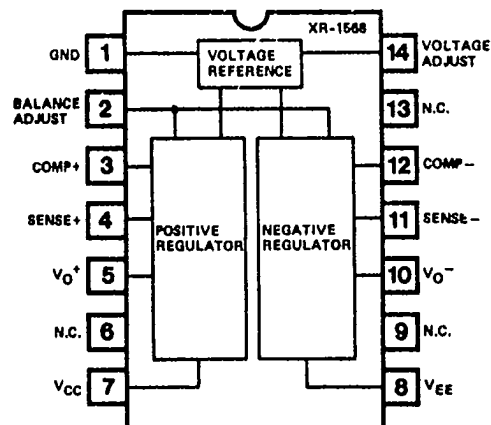 XR-1568
GND 1
VOLTAGE
REFERENCE
14 VOLTAGE
ADJUST
BALANCE
ADJUST 2
13 N.C.
COMP+ 3
12 COMP-
SENSE+ 4
11 SENSE-
POSITIVE
REGULATOR
NEGATIVE
REGULATOR
VO+ 5
10 VO-
N.C. 6
9 N.C.
VCC 7
8 VEE